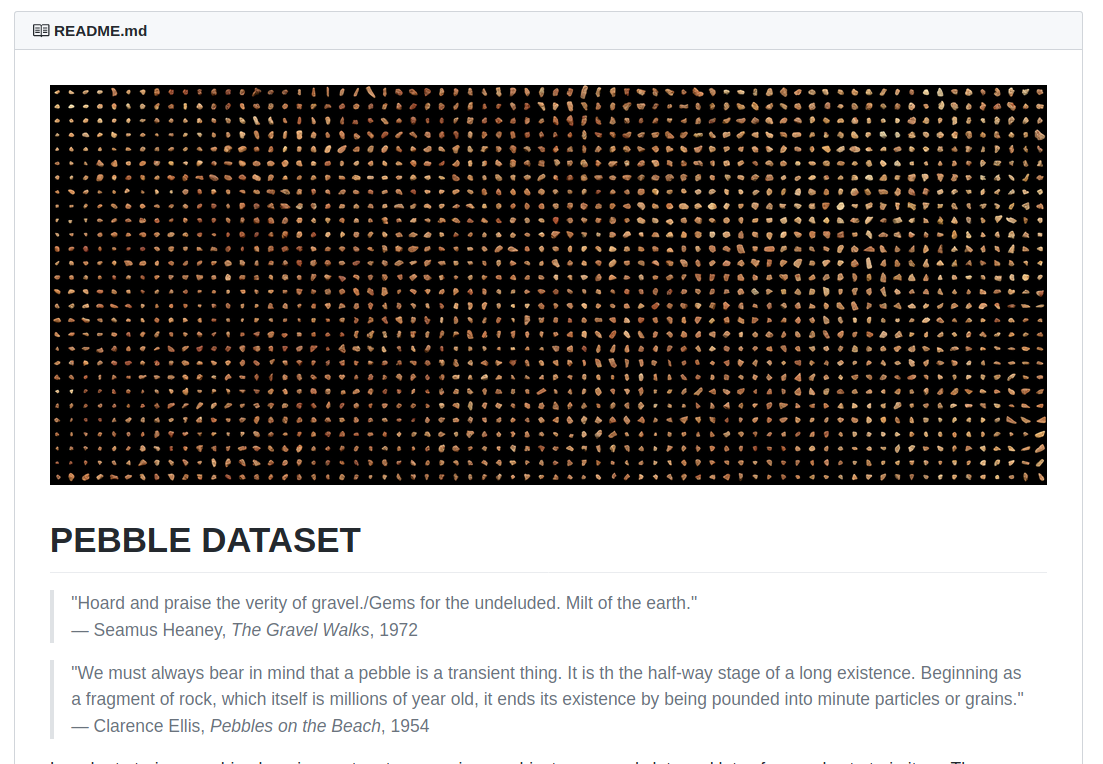 README.md
PEBBLE DATASET
"Hoard and praise the verity of gravel./Gems for the undeluded. Milt of the earth."
— Seamus Heaney, The Gravel Walks, 1972
"We must always bear in mind that a pebble is a transient thing. It is th the half-way stage of a long existence. Beginning as
a fragment of rock, which itself is millions of year old, it ends its existence by being pounded into minute particles or grains."
— Clarence Ellis, Pebbles on the Beach, 1954